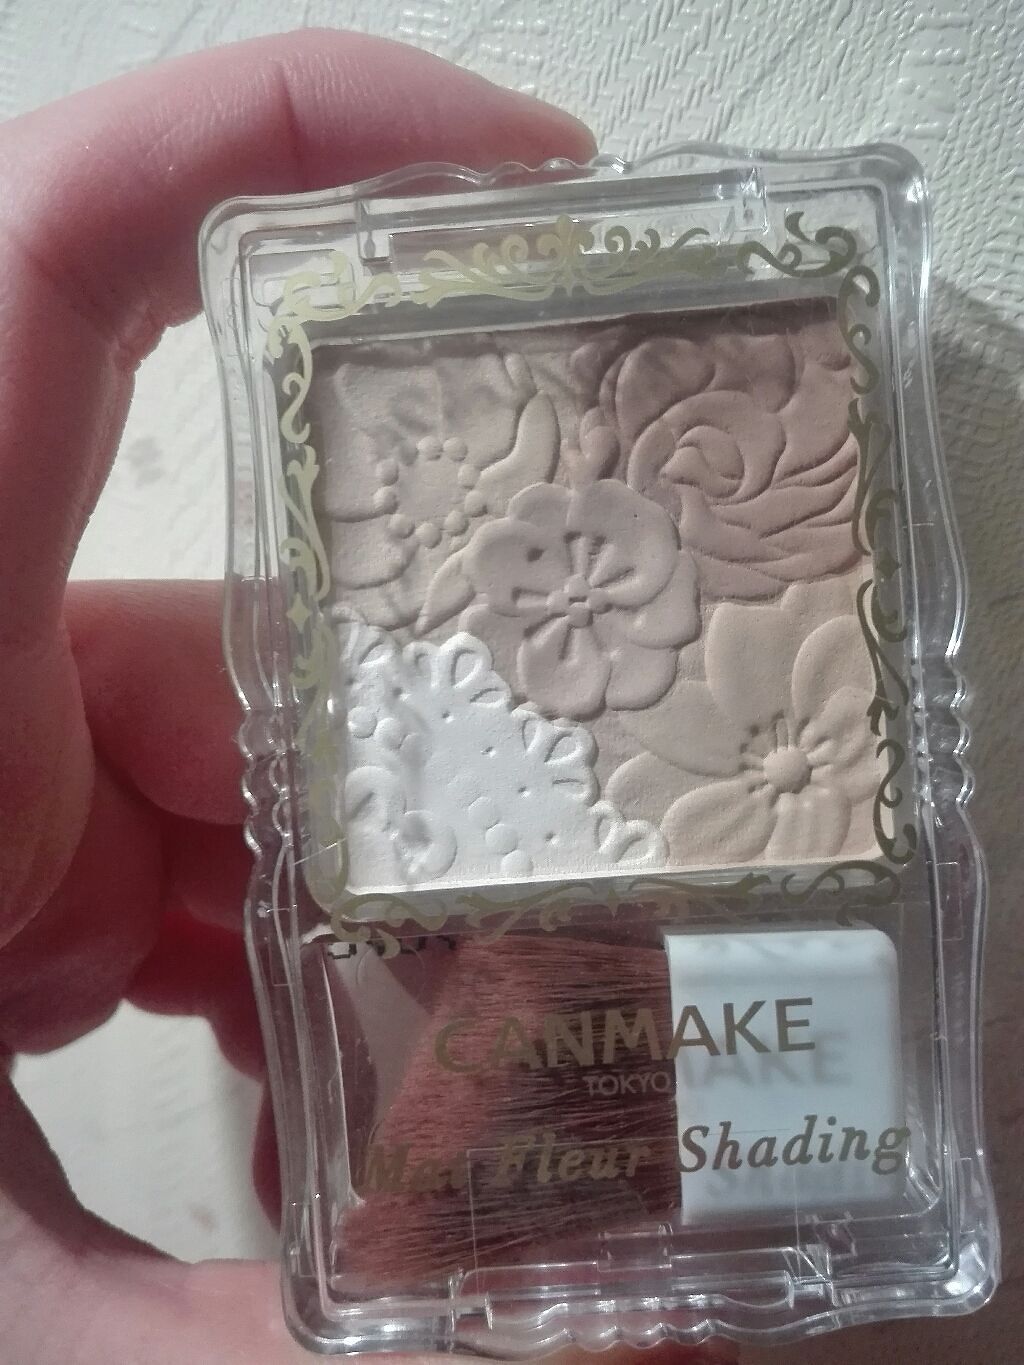 CANMAKE
TOKYO
Mat Fleur Shading